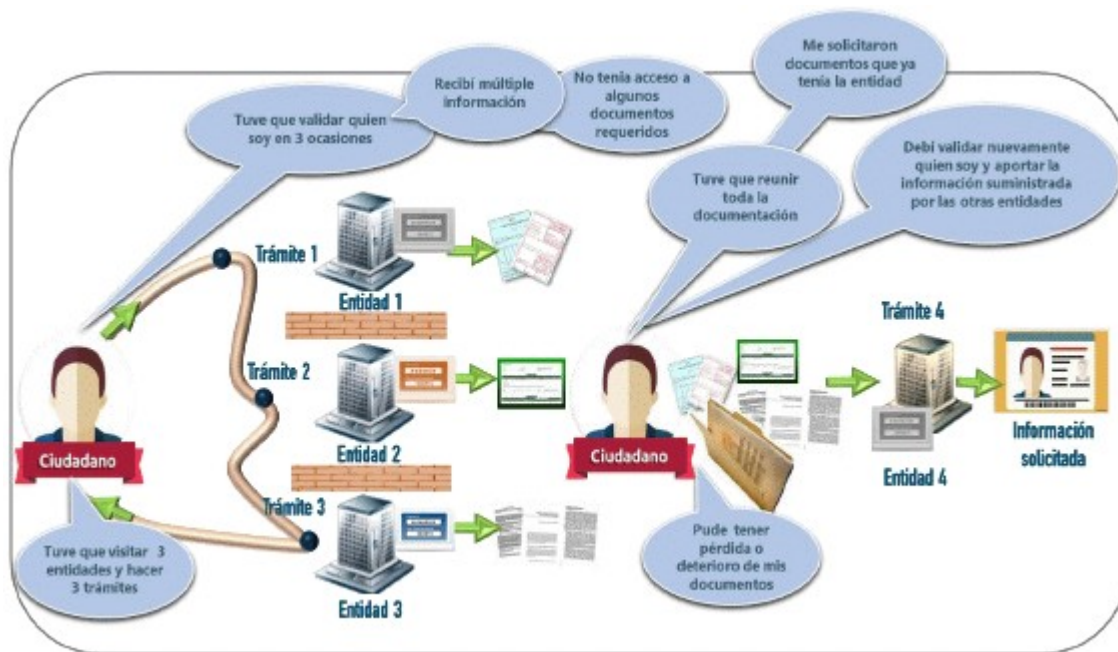 Tuve que validar quien
soy en 3 ocasiones
Recibí múltiple
información
No tenia acceso a
algunos
documentos
requeridos
Me solicitaron
documentos que ya
tenía la entidad
Tuve que reunir
toda la
documentación
Debí validar nuevamente
quien soy y aportar la
información suministrada
por las otras entidades
Trámite 1
Entidad 1
Trámite 2
Entidad 2
Trámite 3
Entidad 3
Ciudadano
Tuve que visitar 3
entidades y hacer
3 trámites
Ciudadano
Pude tener
pérdida o
deterioro de mis
documentos
Trámite 4
Entidad 4
Información
solicitada